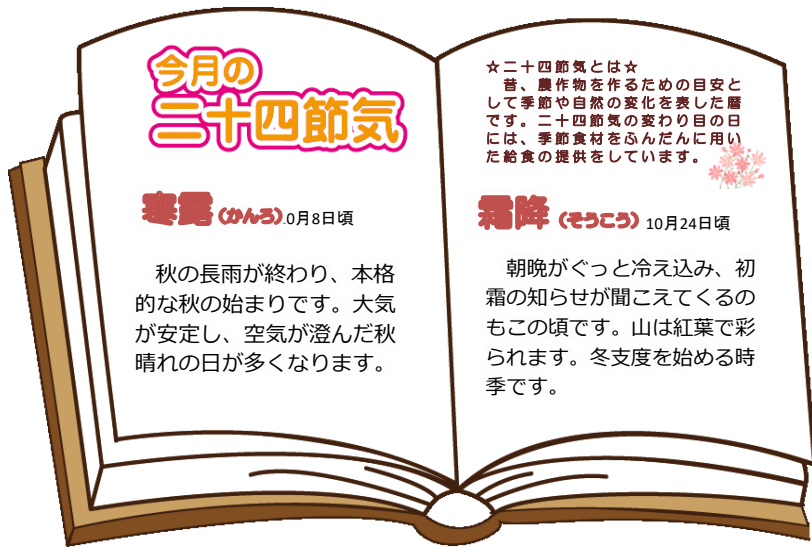 今月の
二十四節気
寒露(かんろ).0月8日頃
秋の長雨が終わり、本格
的な秋の始まりです。大気
が安定し、空気が澄んだ秋
晴れの日が多くなります。
☆二十四節気とは☆
昔、農作物を作るための目安と
して季節や自然の変化を表した暦
です。二十四節気の変わり目の日
には、季節食材をふんだんに用い
た給食の提供をしています。
霜降(そうこう) 10月24日頃
朝晩がぐっと冷え込み、初
霜の知らせが聞こえてくるの
もこの頃です。山は紅葉で彩
られます。冬支度を始める時
季です。